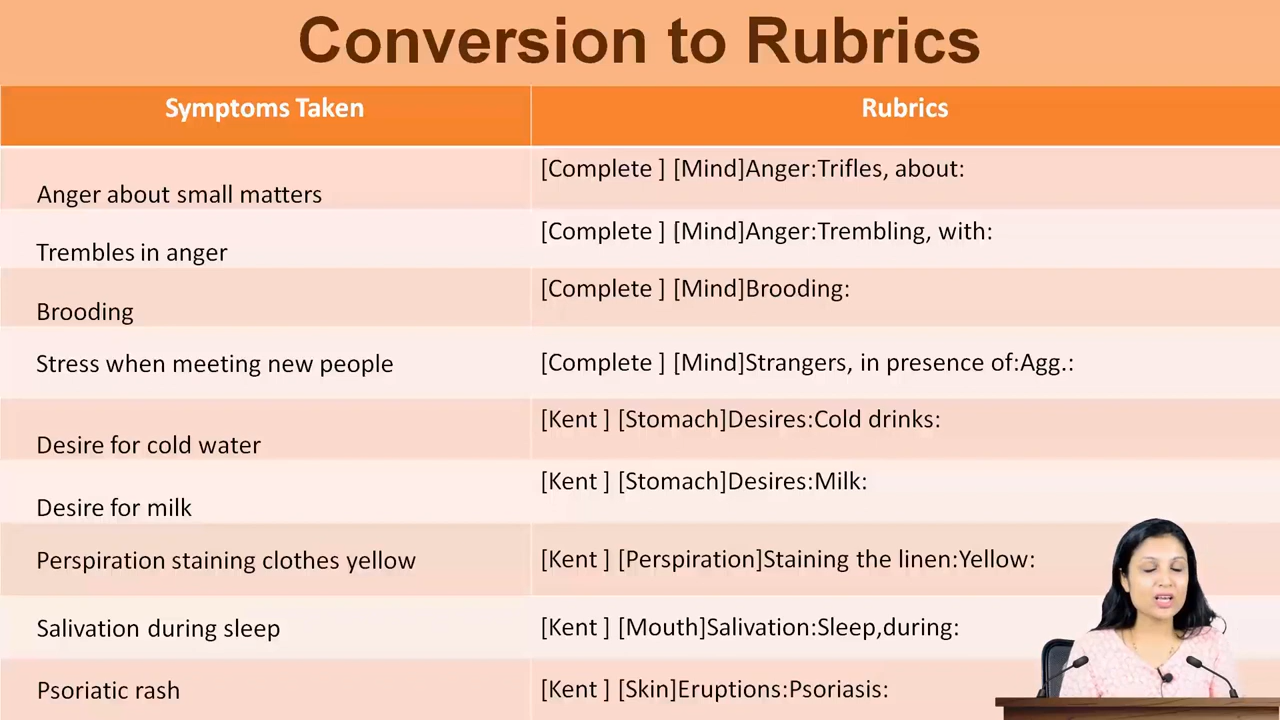 Conversion to Rubrics
Symptoms Taken
Rubrics
Anger about small matters
[Complete ] [Mind]Anger:Trifles, about:
Trembles in anger
[Complete ] [Mind]Anger:Trembling, with:
Brooding
[Complete ] [Mind]Brooding:
Stress when meeting new people
[Complete ] [Mind]Strangers, in presence of:Agg.:
Desire for cold water
[Kent ] [Stomach]Desires:Cold drinks:
Desire for milk
[Kent ] [Stomach]Desires:Milk:
Perspiration staining clothes yellow
[Kent ] [Perspiration]Staining the linen:Yellow:
Salivation during sleep
[Kent ] [Mouth]Salivation:Sleep,during:
Psoriatic rash
[Kent ] [Skin]Eruptions:Psoriasis: